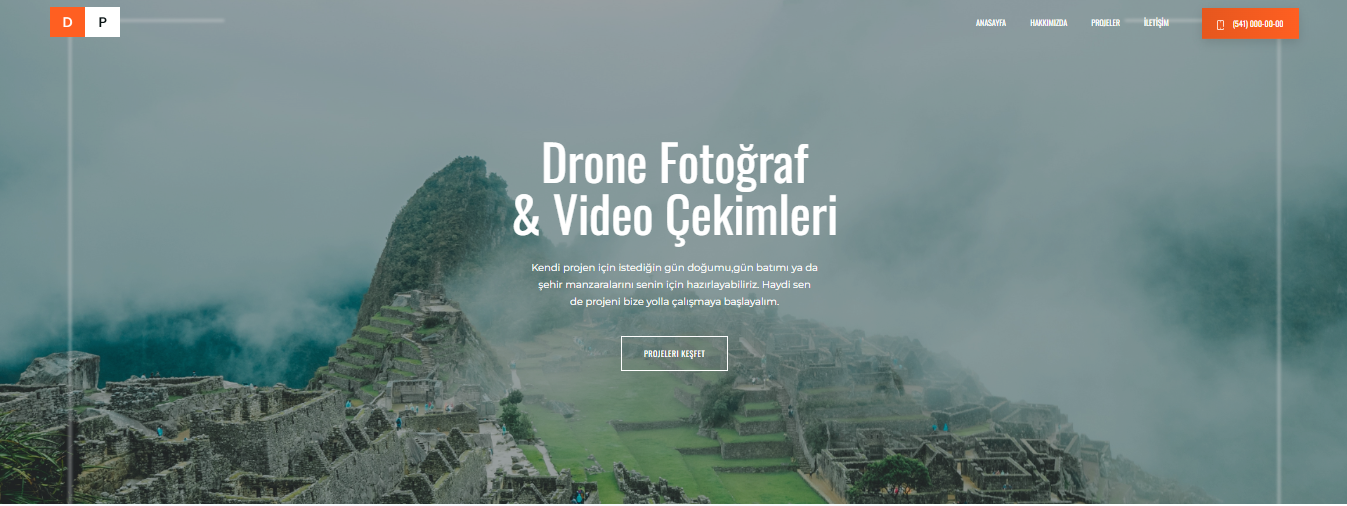 D P
ANASAYFA HAKKIMIZDA PROJELER İLETİŞİM (541) 000-00-00
Drone Fotoğraf
& Video Çekimleri
Kendi projen için istediğin gün doğumu,gün batımı ya da
şehir manzaralarını senin için hazırlayabiliriz. Haydi sen
de projeni bize yolla çalışmaya başlayalım.
PROJELERI KEŞFET